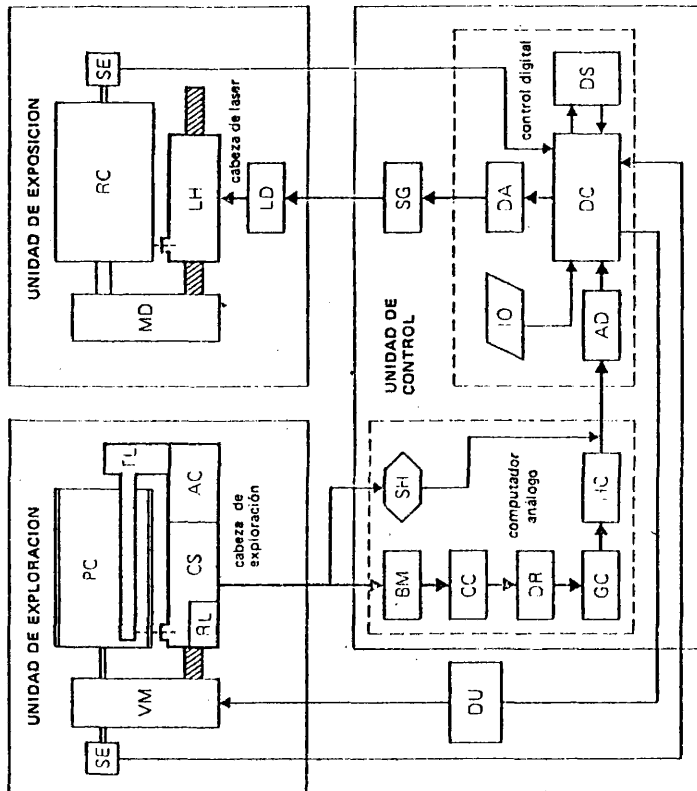 UNIDAD DE EXPLORACION
SE
VM
PC
RL
CS
AC
cabeza de
exploración
UNIDAD DE EXPOSICION
MD
RC
SE
LH
cabeza de laser
LD
DU
UNIDAD DE
CONTROL
BM
CC
DR
GC
SH
computador
análogo
SG
IO
AD
DA
DC
DS
control digital